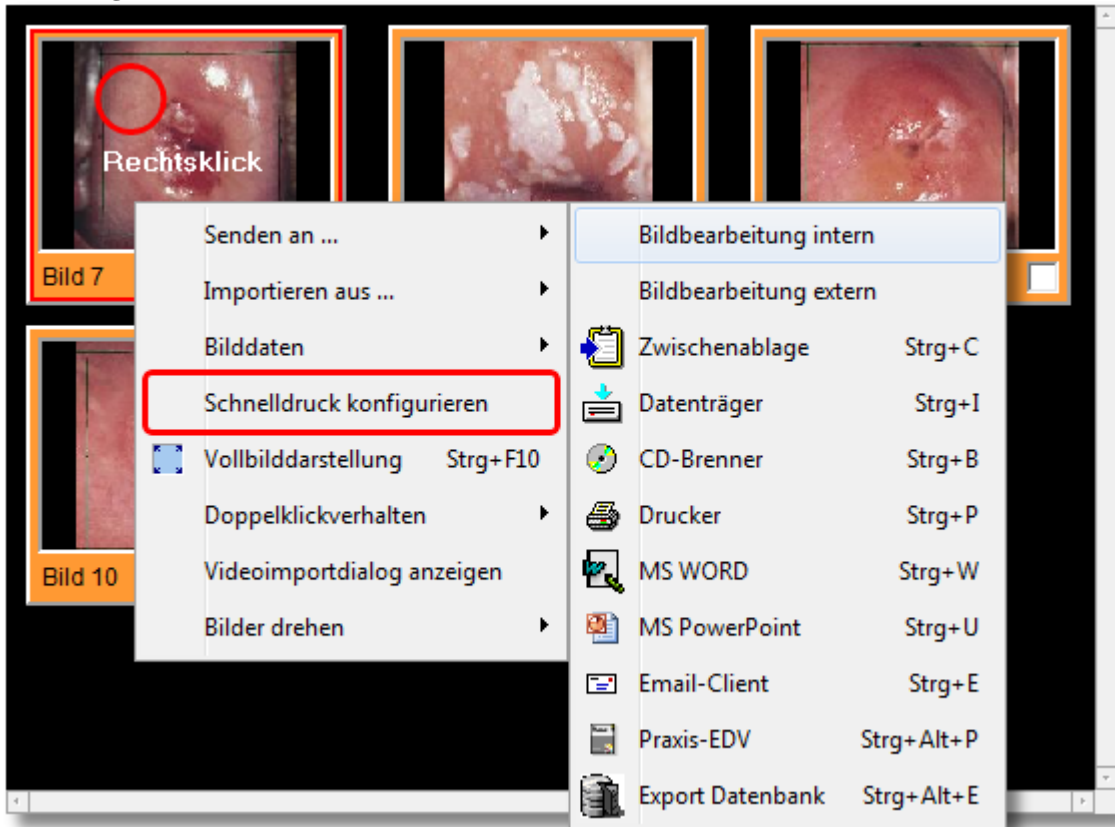 Rechtsklick
Bild 7
Bild 10
Senden an ...
Importieren aus ...
Bilddaten
Schnelldruck konfigurieren
Vollbilddarstellung Strg+F10
Doppelklickverhalten
Videoimportdialog anzeigen
Bilder drehen
Bildbearbeitung intern
Bildbearbeitung extern
Zwischenablage Strg+C
Datenträger Strg+I
CD-Brenner Strg+B
Drucker Strg+P
MS WORD Strg+W
MS PowerPoint Strg+U
Email-Client Strg+E
Praxis-EDV Strg+Alt+P
Export Datenbank Strg+Alt+E